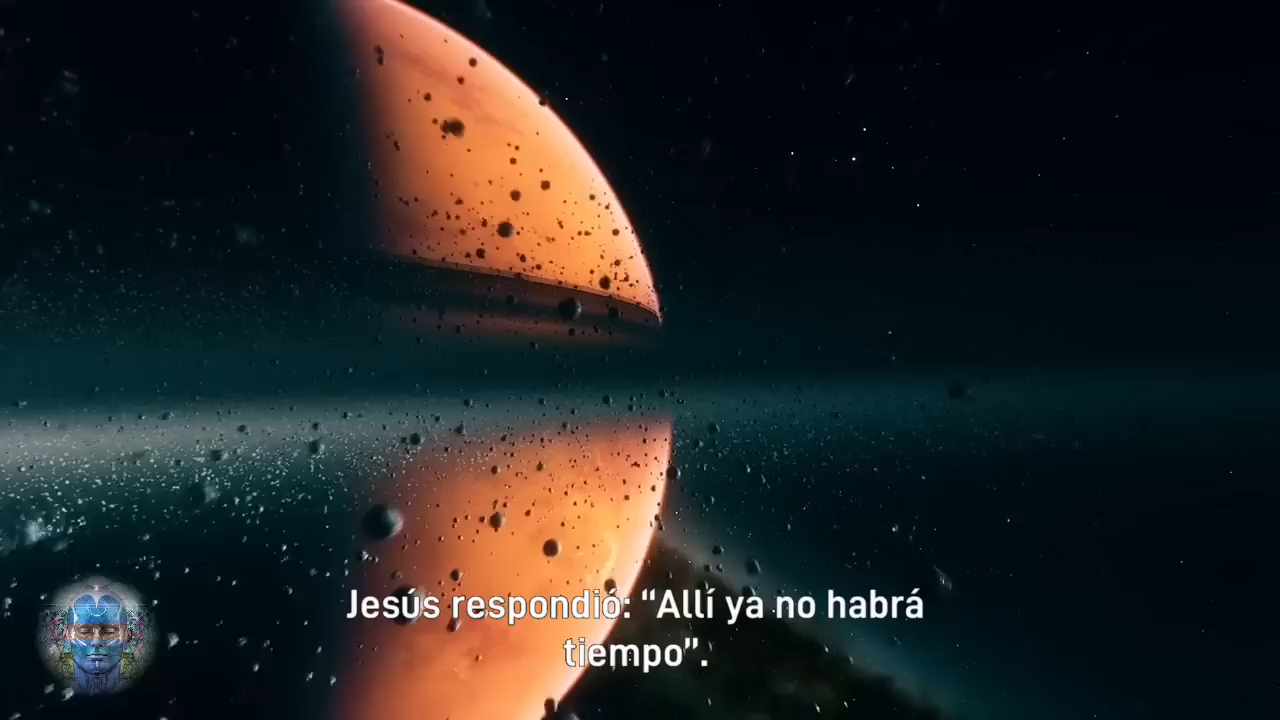 Jesús respondió: “Allí ya no habrá
tiempo”.